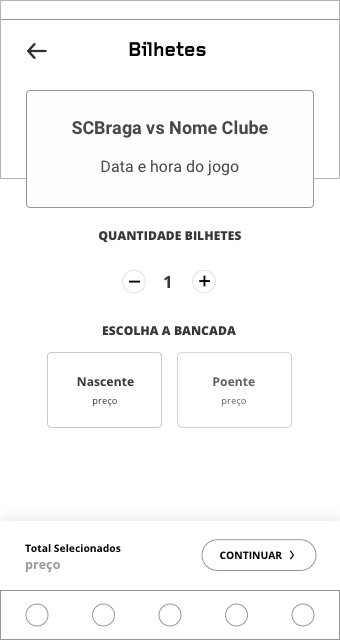 Bilhetes
SCBraga vs Nome Clube
Data e hora do jogo
QUANTIDADE BILHETES
1
ESCOLHA A BANCADA
Nascente
preço
Poente
preço
Total Selecionados
preço
CONTINUAR